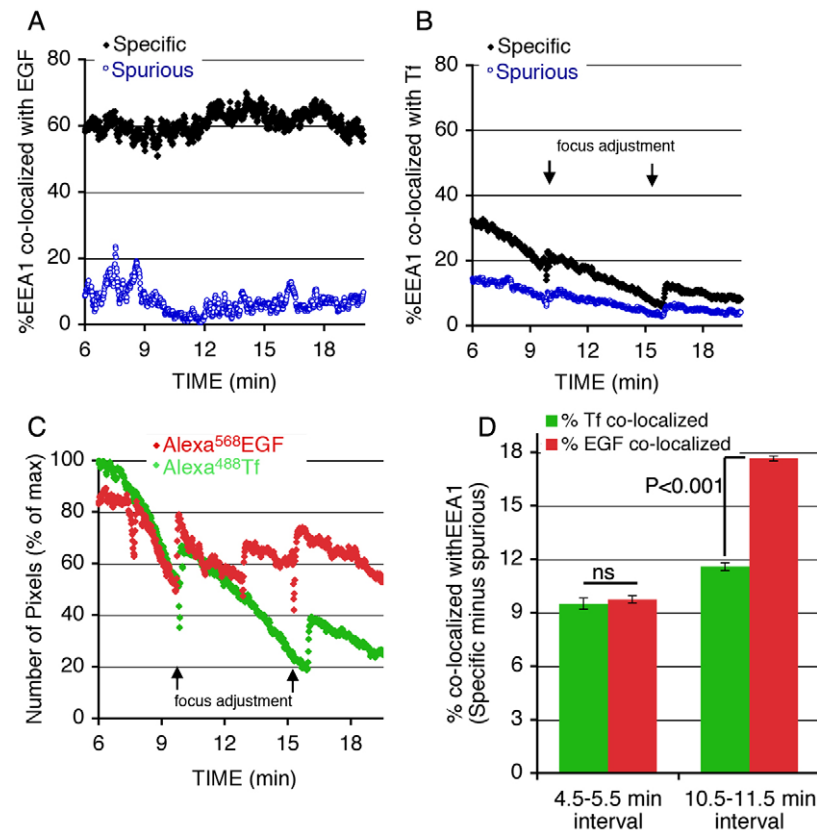 A
◆Specific
○Spurious
%EEA1 co-localized with EGF
80
60
40
20
0
6 9 12 15 18
TIME (min)
B
◆Specific
○Spurious
%EEA1 co-localized with Tf
80
60
40
20
0
focus adjustment
6 9 12 15 18
TIME (min)
C
◆Alexa⁵⁶⁸EGF
◆Alexa⁴⁸⁸Tf
Number of Pixels (% of max)
100
80
60
40
20
0
focus adjustment
6 9 12 15 18
TIME (min)
D
% Tf co-localized
% EGF co-localized
% co-localized withEEA1
(Specific minus spurious)
18
15
12
9
6
3
0
ns
P<0.001
4.5-5.5 min
interval
10.5-11.5 min
interval